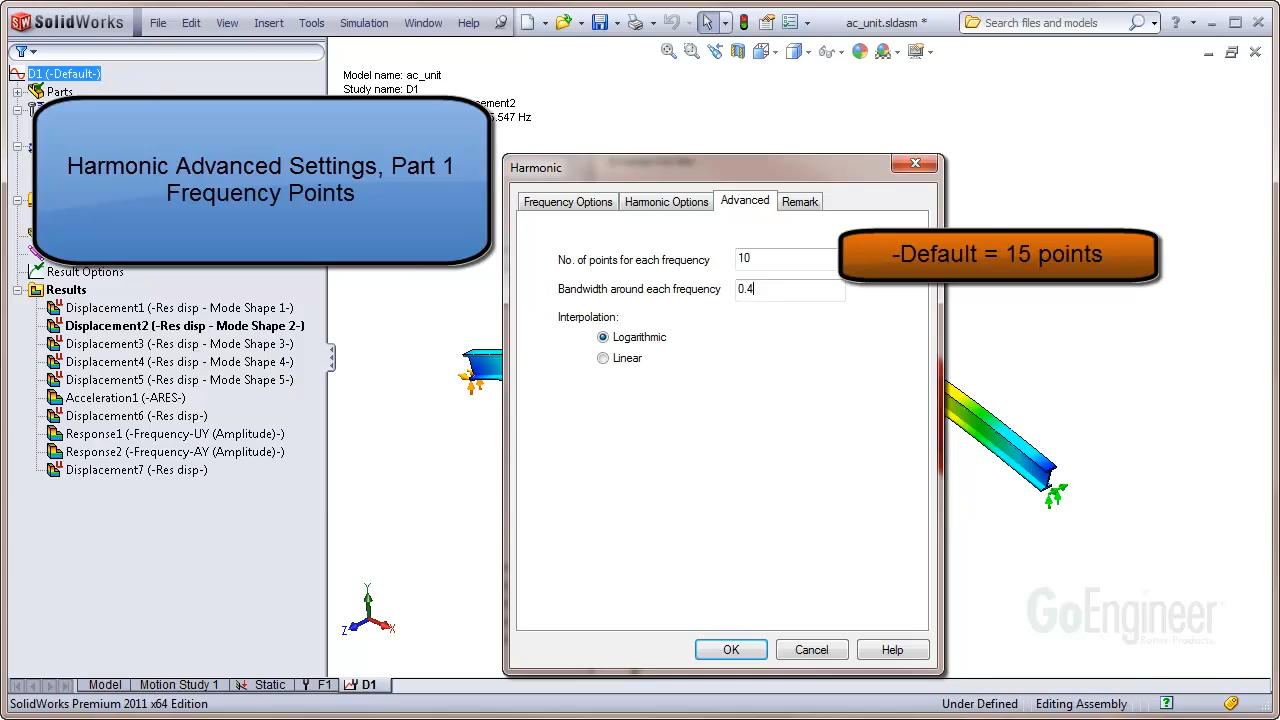 SolidWorks
File Edit View Insert Tools Simulation Window Help
ac_unit.sldasm *
Search files and models
D1 (-Default-)
Parts
Model name: ac_unit
Study name: D1
cement2
5.547 Hz
Harmonic Advanced Settings, Part 1
Frequency Points
Harmonic
Frequency Options Harmonic Options Advanced Remark
No. of points for each frequency 10
-Default = 15 points
Bandwidth around each frequency 0.4
Interpolation:
Logarithmic
Linear
Result Options
Results
Displacement1 (-Res disp - Mode Shape 1-)
Displacement2 (-Res disp - Mode Shape 2-)
Displacement3 (-Res disp - Mode Shape 3-)
Displacement4 (-Res disp - Mode Shape 4-)
Displacement5 (-Res disp - Mode Shape 5-)
Acceleration1 (-ARES-)
Displacement6 (-Res disp-)
Response1 (-Frequency-UY (Amplitude)-)
Response2 (-Frequency-AY (Amplitude)-)
Displacement7 (-Res disp-)
Y
Z X
GoEngineer
OK Cancel Help
Model Motion Study 1 Static F1 D1
SolidWorks Premium 2011 x64 Edition
Under Defined Editing Assembly